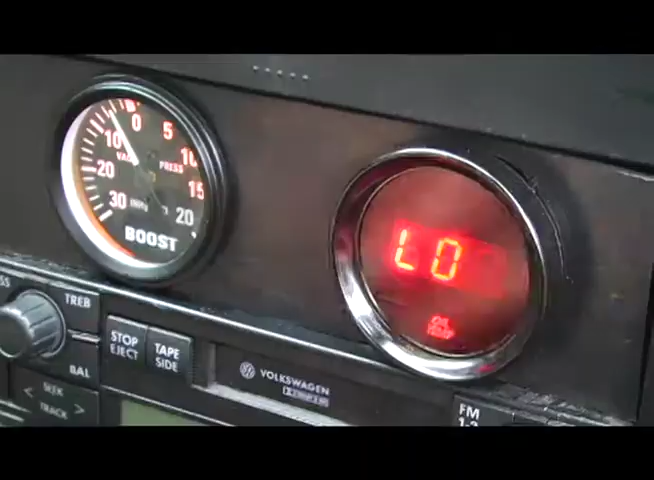 0
5
10
10
VAC
PRESS
20
15
30
INHG
20
BOOST
LO
OIL
TEMP
TREB
BAL
STOP
EJECT
TAPE
SIDE
SEEK
TRACK
VOLKSWAGEN
FM